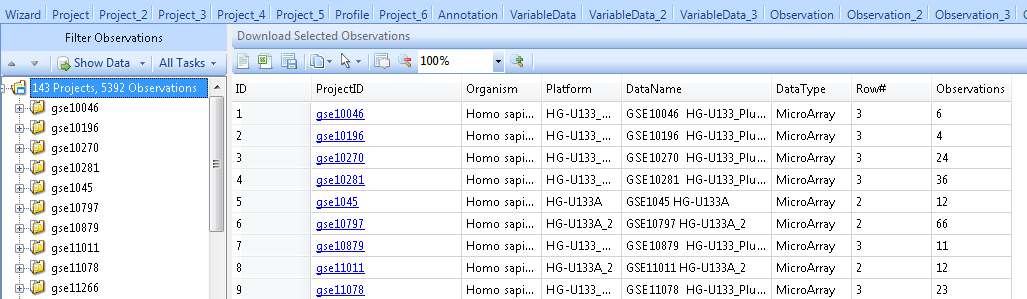 Wizard Project Project_2 Project_3 Project_4 Project_5 Profile Project_6 Annotation VariableData VariableData_2 VariableData_3 Observation Observation_2 Observation_3
Filter Observations
Show Data All Tasks
143 Projects, 5392 Observations
gse10046
gse10196
gse10270
gse10281
gse1045
gse10797
gse10879
gse11011
gse11078
gse11266
Download Selected Observations
100%
ID ProjectID Organism Platform DataName DataType Row# Observations
1 gse10046 Homo sapi... HG-U133_... GSE10046 HG-U133_Plu... MicroArray 3 6
2 gse10196 Homo sapi... HG-U133_... GSE10196 HG-U133_Plu... MicroArray 3 4
3 gse10270 Homo sapi... HG-U133_... GSE10270 HG-U133_Plu... MicroArray 3 24
4 gse10281 Homo sapi... HG-U133_... GSE10281 HG-U133_Plu... MicroArray 3 36
5 gse1045 Homo sapi... HG-U133A GSE1045 HG-U133A MicroArray 2 12
6 gse10797 Homo sapi... HG-U133A_2 GSE10797 HG-U133A_2 MicroArray 2 66
7 gse10879 Homo sapi... HG-U133_... GSE10879 HG-U133_Plu... MicroArray 3 11
8 gse11011 Homo sapi... HG-U133A_2 GSE11011 HG-U133A_2 MicroArray 2 12
9 gse11078 Homo sapi... HG-U133_... GSE11078 HG-U133_Plu... MicroArray 3 23